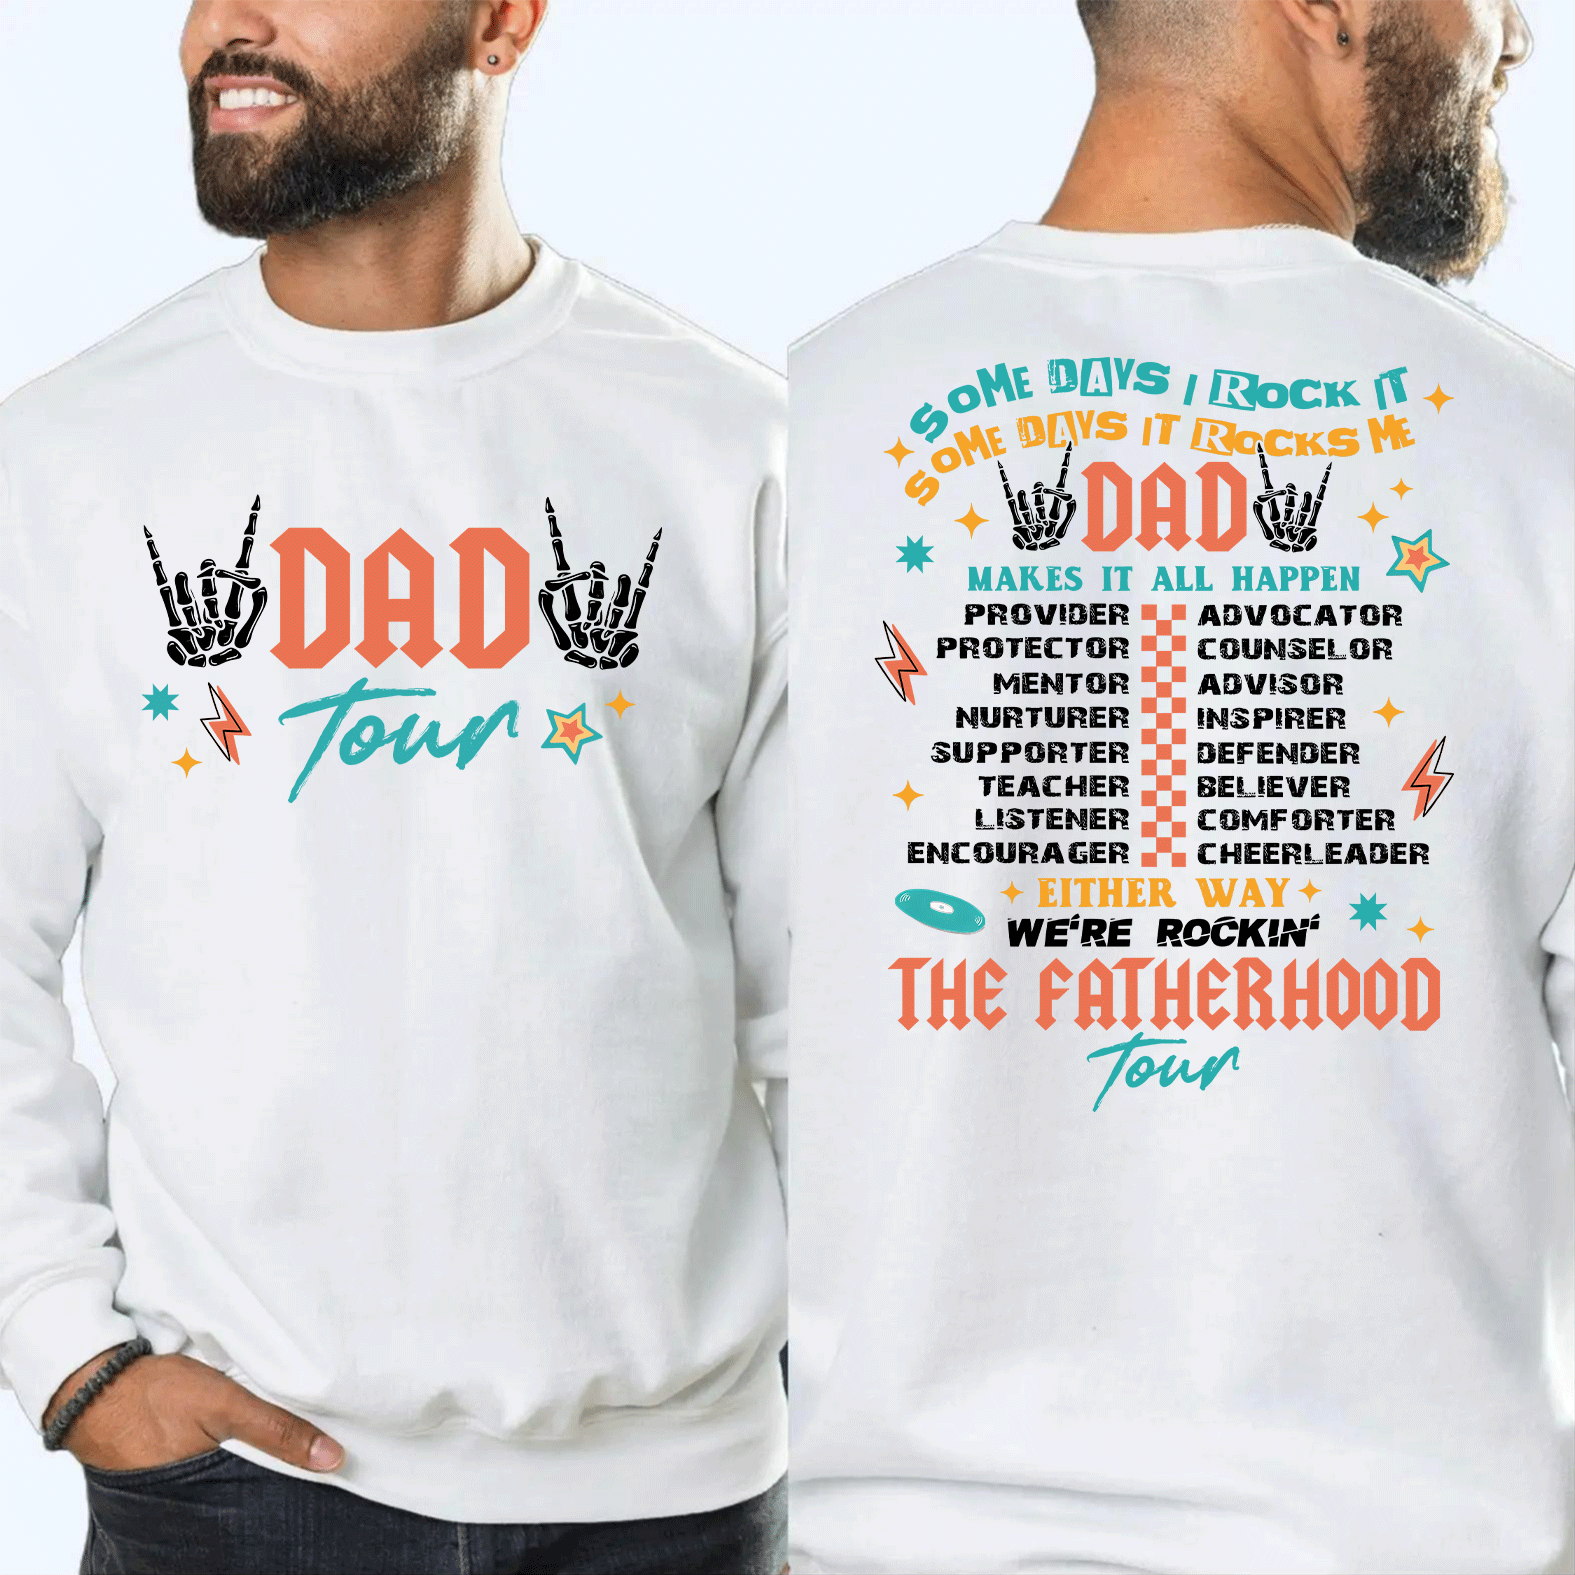 DAD
Tour
SOME DAYS I ROCK IT
SOME DAYS IT ROCKS ME
DAD
MAKES IT ALL HAPPEN
PROVIDER ADVOCATOR
PROTECTOR COUNSELOR
MENTOR ADVISOR
NURTURER INSPIRER
SUPPORTER DEFENDER
TEACHER BELIEVER
LISTENER COMFORTER
ENCOURAGER CHEERLEADER
EITHER WAY
WE'RE ROCKIN'
THE FATHERHOOD
Tour